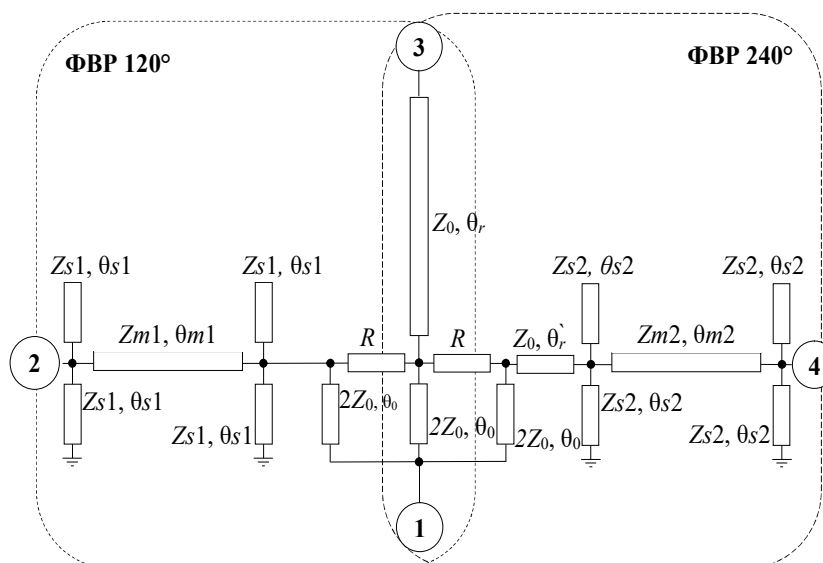 3
ФВР 120°
ФВР 240°
Z₀, θᵣ
Zs1, θs1
Zs1, θs1
Zs2, θs2
Zs2, θs2
Zm1, θm1
R
R
Z₀, θᵣ`
Zm2, θm2
2
4
Zs1, θs1
Zs1, θs1
2Z₀, θ₀
2Z₀, θ₀
2Z₀, θ₀
Zs2, θs2
Zs2, θs2
1